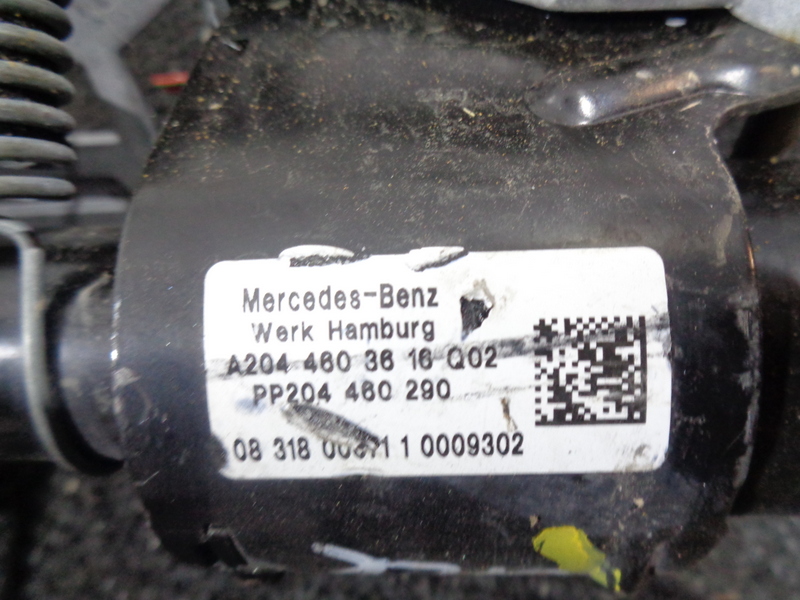 Mercedes-Benz
Werk Hamburg
A204 460 36 16 Q02
PP204 460 290
08 318 1 0009302